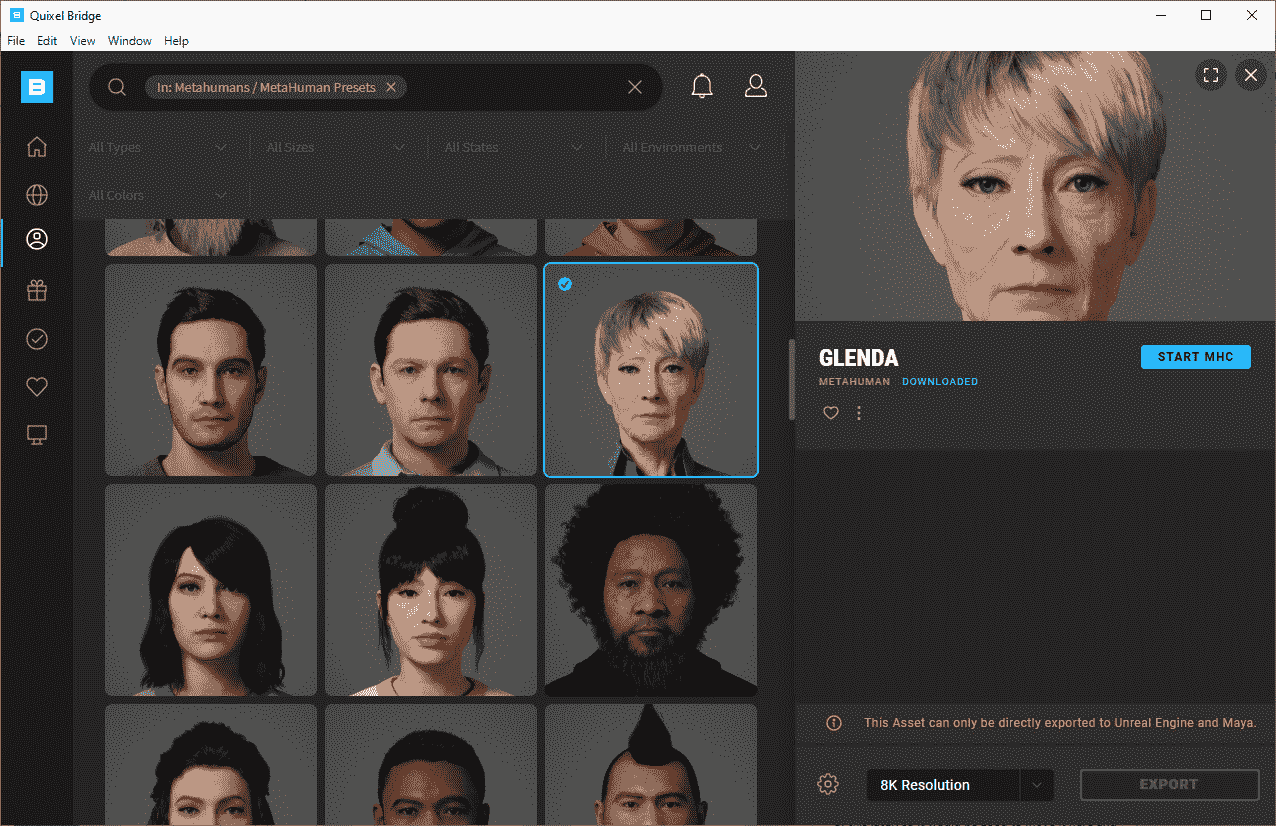 Quixel Bridge
File Edit View Window Help
In: Metahumans / MetaHuman Presets
All Types All Sizes All States All Environments
All Colors
GLENDA
START MHC
METAHUMAN DOWNLOADED
This Asset can only be directly exported to Unreal Engine and Maya.
8K Resolution
EXPORT